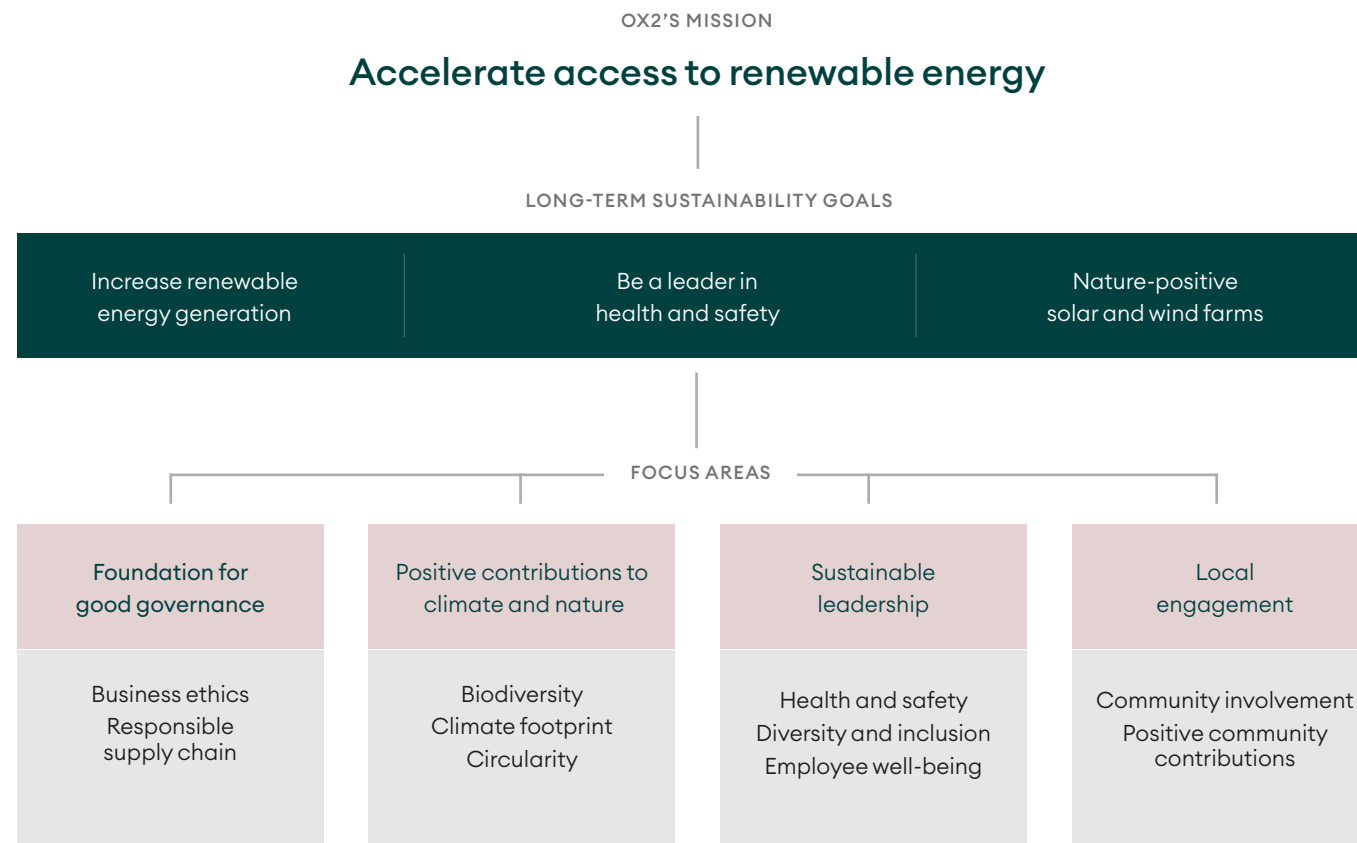 OX2'S MISSION
Accelerate access to renewable energy
LONG-TERM SUSTAINABILITY GOALS
Increase renewable
energy generation
Be a leader in
health and safety
Nature-positive
solar and wind farms
FOCUS AREAS
Foundation for
good governance
Business ethics
Responsible
supply chain
Positive contributions to
climate and nature
Biodiversity
Climate footprint
Circularity
Sustainable
leadership
Health and safety
Diversity and inclusion
Employee well-being
Local
engagement
Community involvement
Positive community
contributions